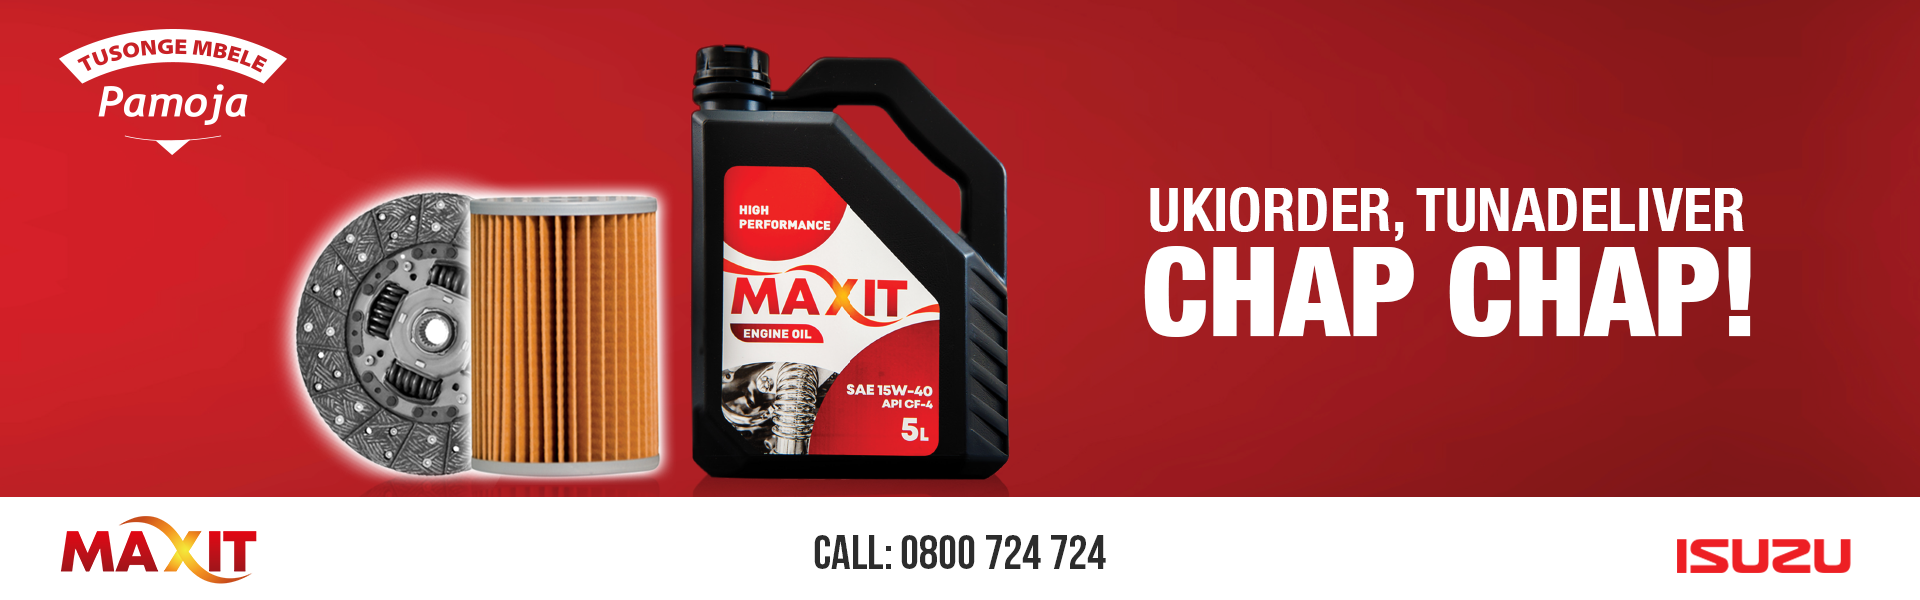 TUSONGE MBELE
Pamoja
HIGH
PERFORMANCE
MAXIT
ENGINE OIL
SAE 15W-40
API CF-4
5L
UKIORDER, TUNADELIVER
CHAP CHAP!
MAXIT
CALL: 0800 724 724
ISUZU